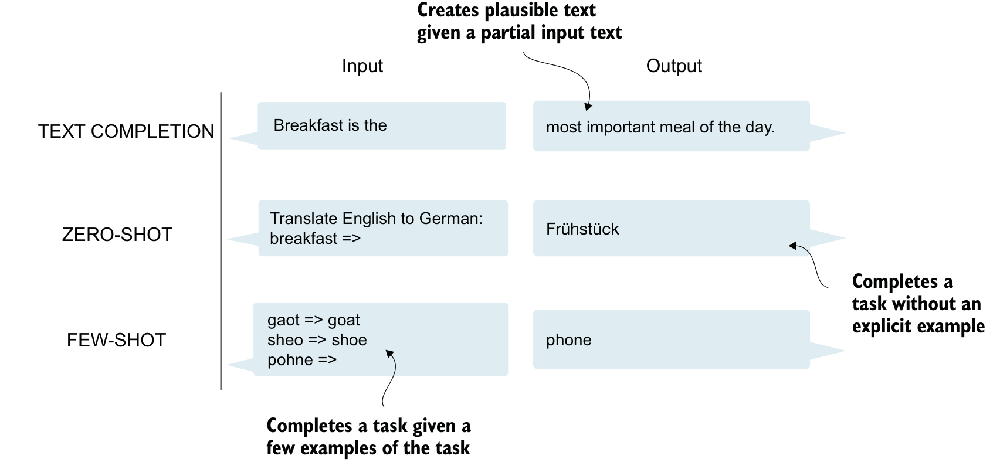 Creates plausible text
given a partial input text
Input
Output
TEXT COMPLETION
Breakfast is the
most important meal of the day.
ZERO-SHOT
Translate English to German:
breakfast =>
Frühstück
Completes a
task without an
explicit example
FEW-SHOT
gaot => goat
sheo => shoe
pohne =>
phone
Completes a task given a
few examples of the task